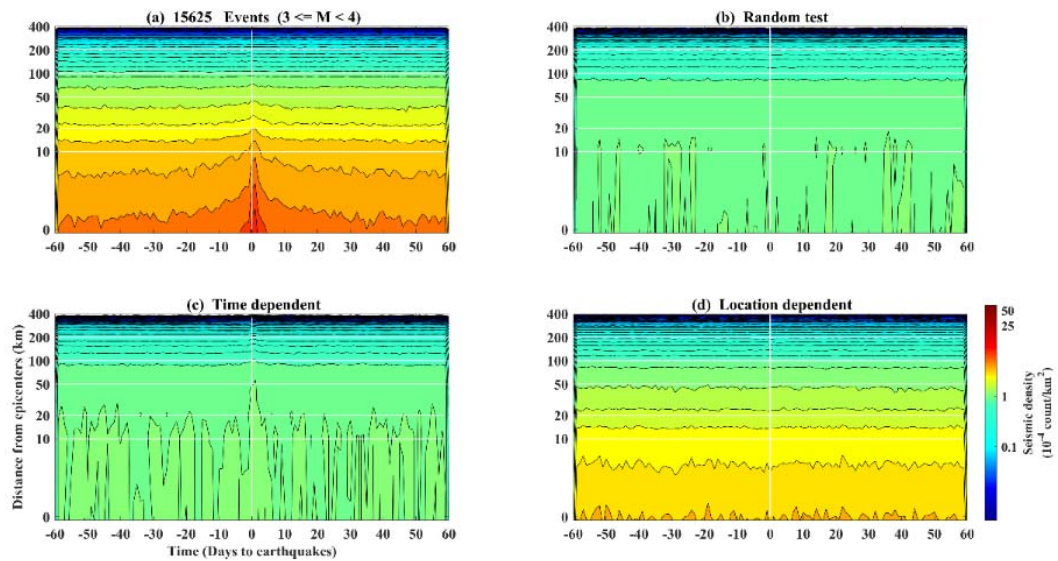 (a) 15625 Events (3 <= M < 4)
400
200
100
50
20
10
0
-60 -50 -40 -30 -20 -10 0 10 20 30 40 50 60
(b) Random test
400
200
100
50
20
10
0
-60 -50 -40 -30 -20 -10 0 10 20 30 40 50 60
(c) Time dependent
Distance from epicenters (km)
400
200
100
50
20
10
0
-60 -50 -40 -30 -20 -10 0 10 20 30 40 50 60
Time (Days to earthquakes)
(d) Location dependent
400
200
100
50
20
10
0
-60 -50 -40 -30 -20 -10 0 10 20 30 40 50 60
50
25
1
0.1
Seismic density
(10⁻⁴ count/km²)